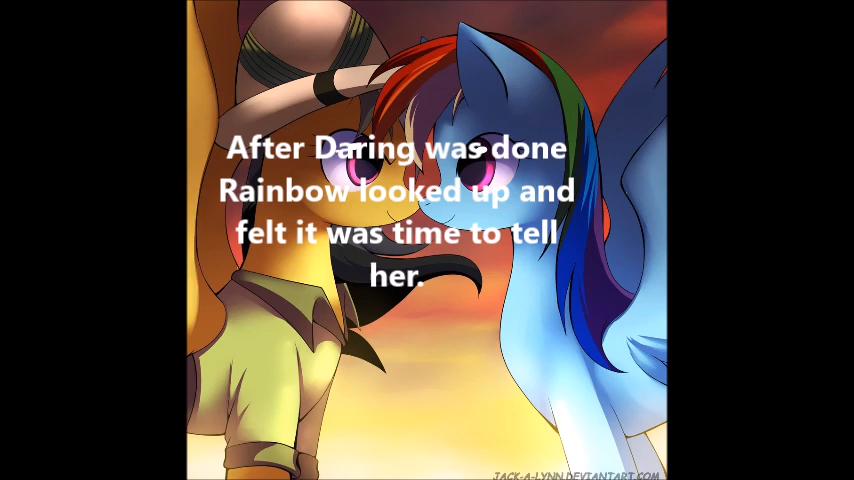 After Daring was done
Rainbow looked up and
felt it was time to tell
her.
JACK-A-LYNN.DEVIANTART.COM